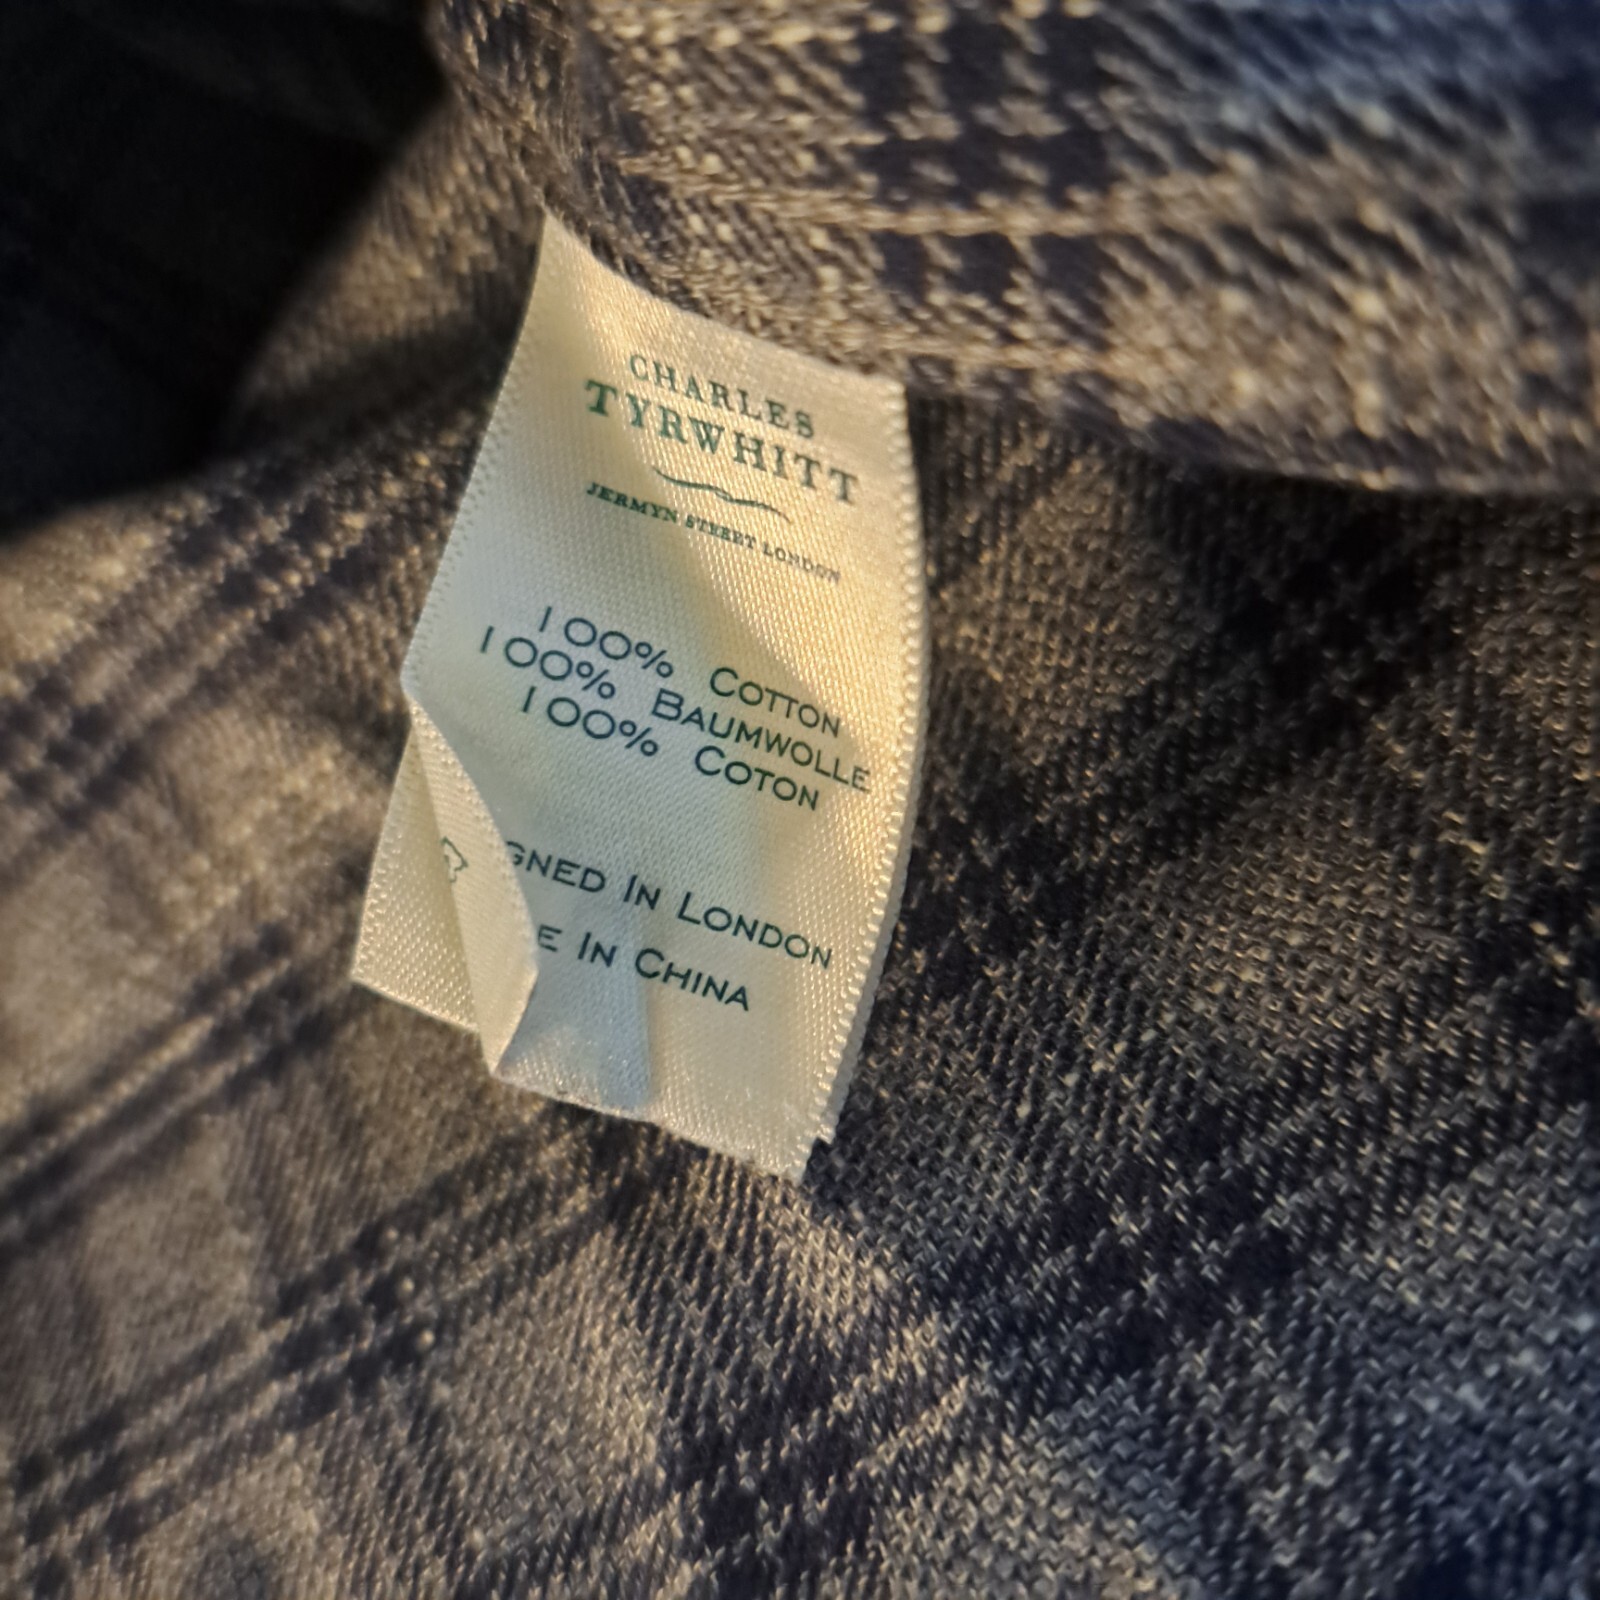 CHARLES
TYRWHITT
JERMYN STREET LONDON
100% COTTON
100% BAUMWOLLE
100% COTON
GNED IN LONDON
E IN CHINA